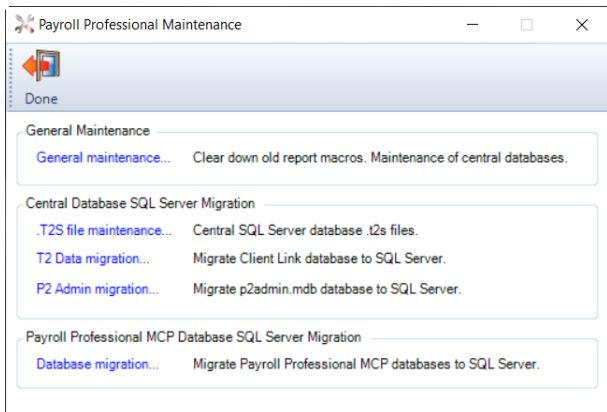 Payroll Professional Maintenance
Done
General Maintenance
General maintenance... Clear down old report macros. Maintenance of central databases.
Central Database SQL Server Migration
.T2S file maintenance... Central SQL Server database .t2s files.
T2 Data migration... Migrate Client Link database to SQL Server.
P2 Admin migration... Migrate p2admin.mdb database to SQL Server.
Payroll Professional MCP Database SQL Server Migration
Database migration... Migrate Payroll Professional MCP databases to SQL Server.